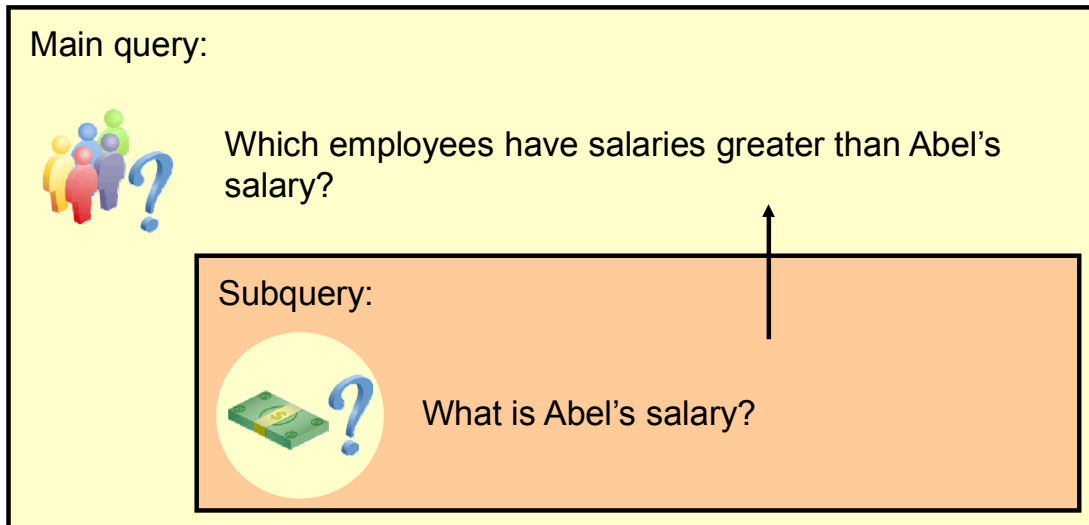 Main query:
Which employees have salaries greater than Abel’s
salary?
Subquery:
What is Abel’s salary?